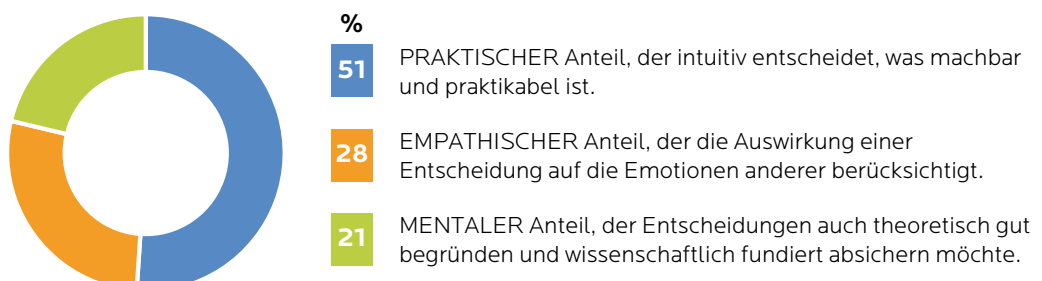 %
51
PRAKTISCHER Anteil, der intuitiv entscheidet, was machbar
und praktikabel ist.
28
EMPATHISCHER Anteil, der die Auswirkung einer
Entscheidung auf die Emotionen anderer berücksichtigt.
21
MENTALER Anteil, der Entscheidungen auch theoretisch gut
begründen und wissenschaftlich fundiert absichern möchte.